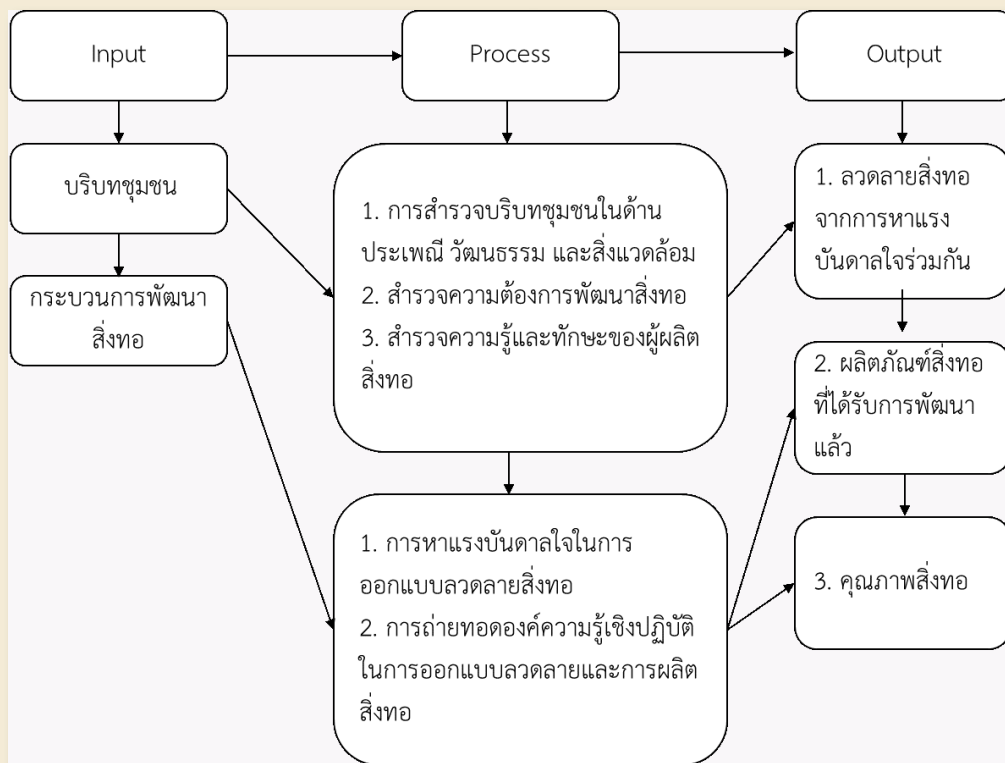 Input
Process
Output
บริบทชุมชน
กระบวนการพัฒนา
สิ่งทอ
1. การสำรวจบริบทชุมชนในด้าน
ประเพณี วัฒนธรรม และสิ่งแวดล้อม
2. สำรวจความต้องการพัฒนาสิ่งทอ
3. สำรวจความรู้และทักษะของผู้ผลิต
สิ่งทอ
1. การหาแรงบันดาลใจในการ
ออกแบบลวดลายสิ่งทอ
2. การถ่ายทอดองค์ความรู้เชิงปฏิบัติ
ในการออกแบบลวดลายและการผลิต
สิ่งทอ
1. ลวดลายสิ่งทอ
จากการหาแรง
บันดาลใจร่วมกัน
2. ผลิตภัณฑ์สิ่งทอ
ที่ได้รับการพัฒนา
แล้ว
3. คุณภาพสิ่งทอ